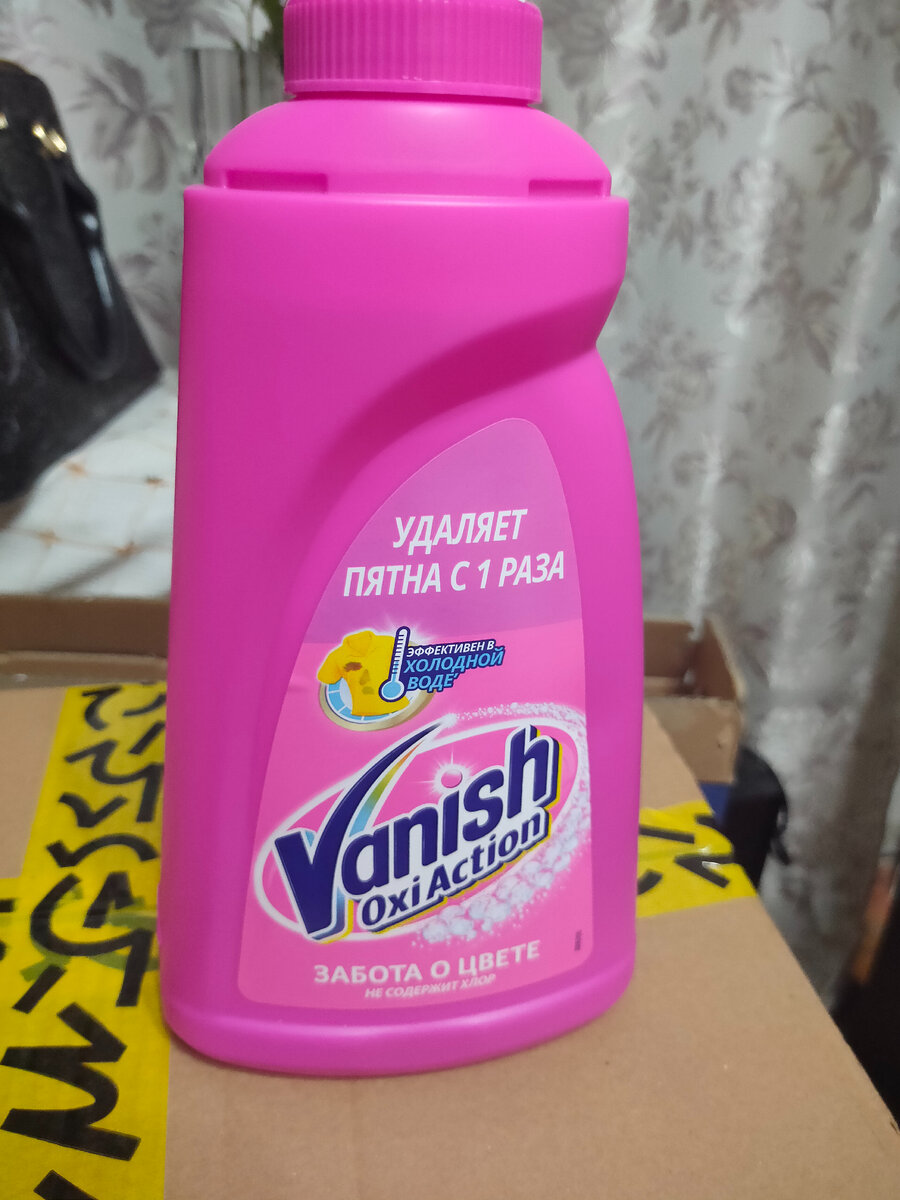 УДАЛЯЕТ
ПЯТНА С 1 РАЗА
ЭФФЕКТИВЕН В
ХОЛОДНОЙ
ВОДЕ*
Vanish
Oxi Action
ЗАБОТА О ЦВЕТЕ
НЕ СОДЕРЖИТ ХЛОР